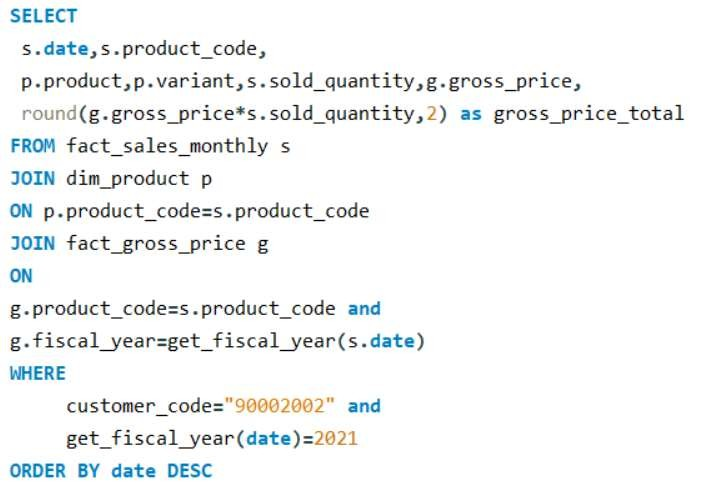 SELECT
s.date,s.product_code,
p.product,p.variant,s.sold_quantity,g.gross_price,
round(g.gross_price*s.sold_quantity,2) as gross_price_total
FROM fact_sales_monthly s
JOIN dim_product p
ON p.product_code=s.product_code
JOIN fact_gross_price g
ON
g.product_code=s.product_code and
g.fiscal_year=get_fiscal_year(s.date)
WHERE
customer_code="90002002" and
get_fiscal_year(date)=2021
ORDER BY date DESC